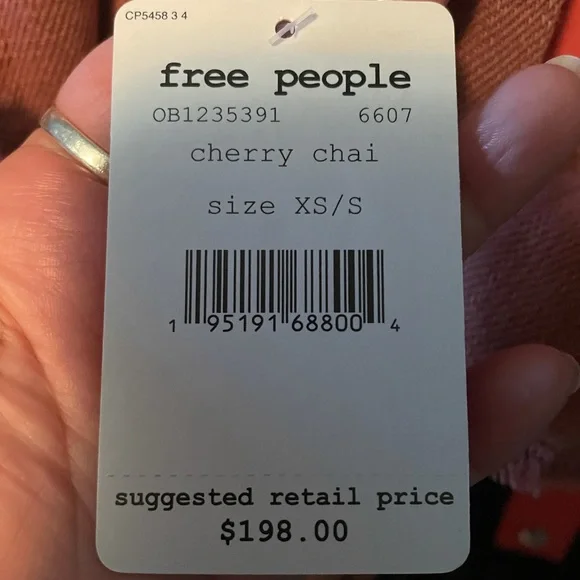 CP5458 3 4
free people
OB1235391 6607
cherry chai
size XS/S
1 95191 68800 4
suggested retail price
$198.00